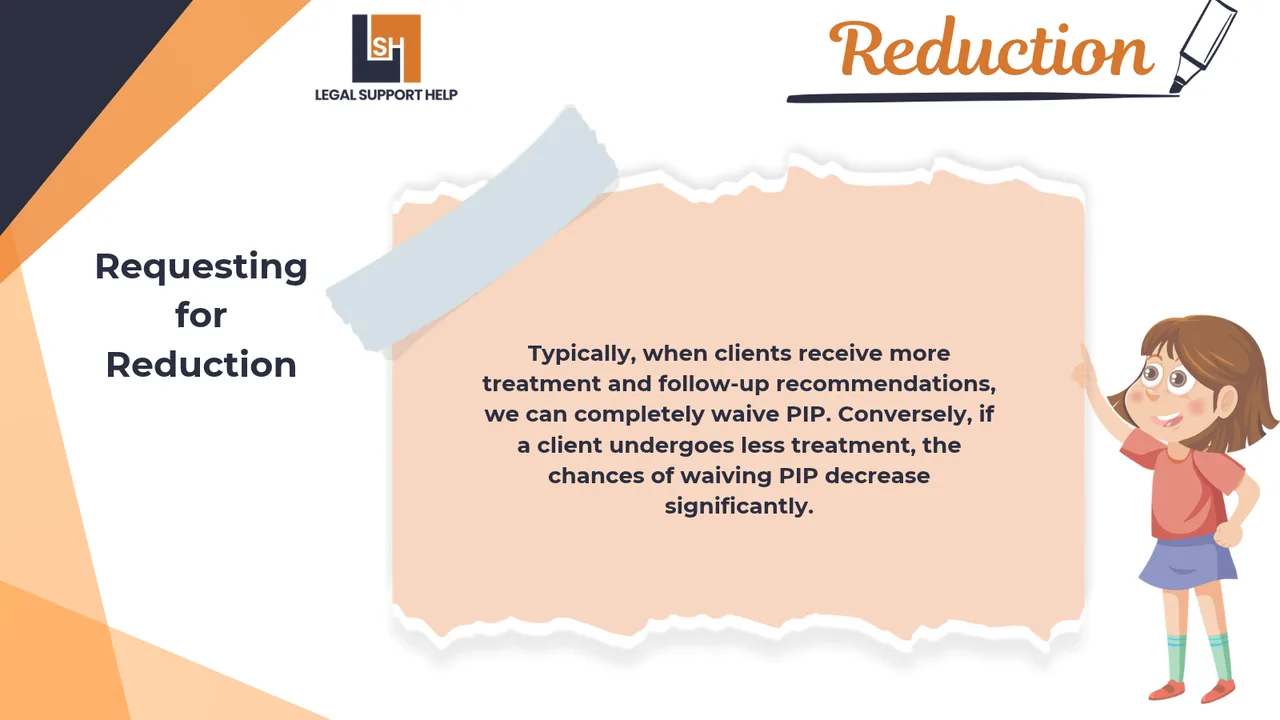 SH
LEGAL SUPPORT HELP
Reduction
Requesting
for
Reduction
Typically, when clients receive more
treatment and follow-up recommendations,
we can completely waive PIP. Conversely, if
a client undergoes less treatment, the
chances of waiving PIP decrease
significantly.